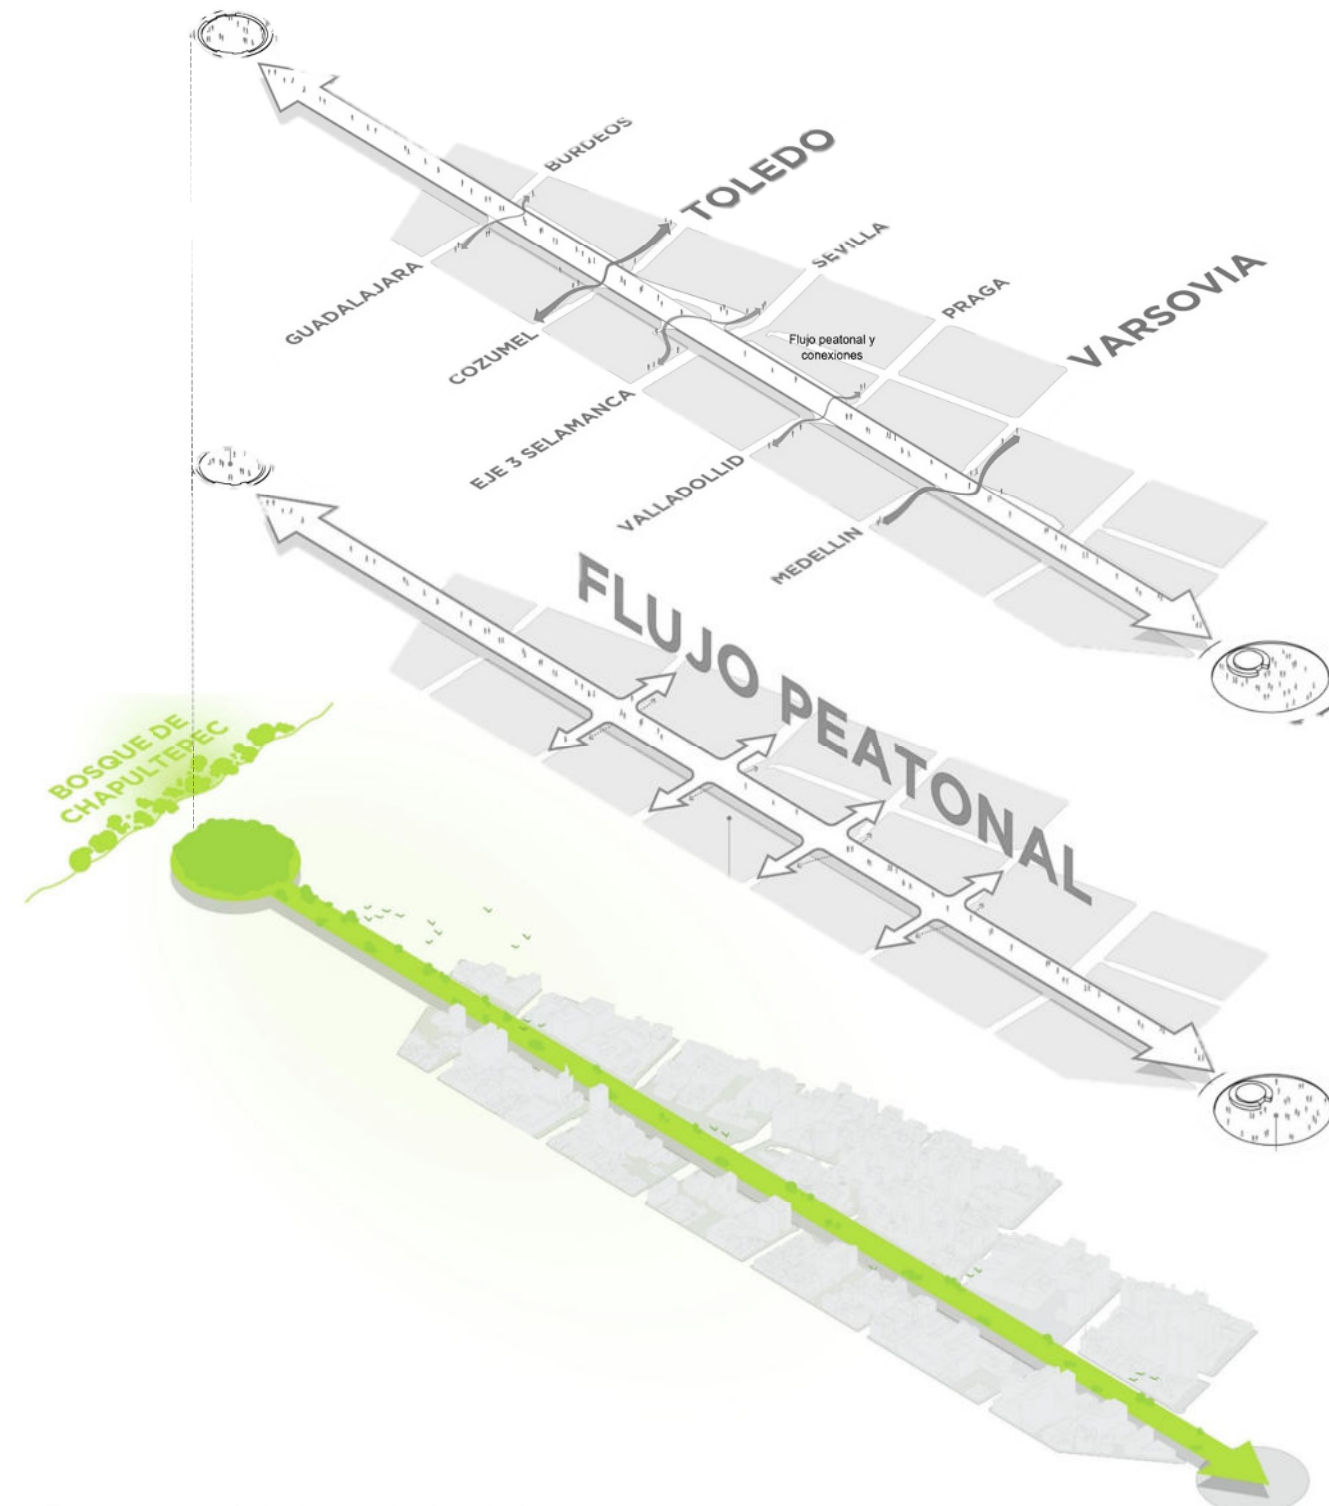 BURDEOS
TOLEDO
SEVILLA
PRAGA
VARSOVIA
GUADALAJARA
COZUMEL
EJE 3 SELAMANCA
VALLADOLLID
MEDELLIN
Flujo peatonal y
conexiones
FLUJO PEATONAL
BOSQUE DE
CHAPULTEPEC